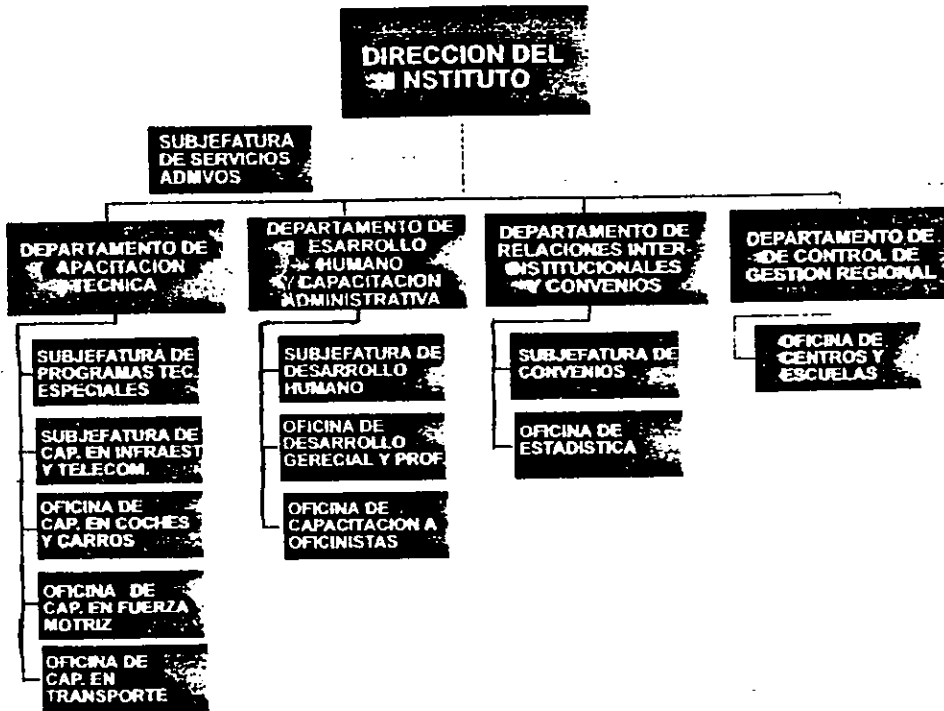 DIRECCION DEL
INSTITUTO
SUBJEFATURA
DE SERVICIOS
ADMVOS
DEPARTAMENTO DE
CAPACITACION
TECNICA
SUBJEFATURA DE
PROGRAMAS TEC.
ESPECIALES
SUBJEFATURA DE
CAP. EN INFRAEST
Y TELECOM.
OFICINA DE
CAP. EN COCHES
Y CARROS
OFICINA DE
CAP. EN FUERZA
MOTRIZ
OFICINA DE
CAP. EN
TRANSPORTE
DEPARTAMENTO DE
DESARROLLO
HUMANO
Y CAPACITACION
ADMINISTRATIVA
SUBJEFATURA DE
DESARROLLO
HUMANO
OFICINA DE
DESARROLLO
GERECIAL Y PROF.
OFICINA DE
CAPACITACION A
OFICINISTAS
DEPARTAMENTO DE
RELACIONES INTER-
INSTITUCIONALES
Y CONVENIOS
SUBJEFATURA DE
CONVENIOS
OFICINA DE
ESTADISTICA
DEPARTAMENTO DE
DE CONTROL DE
GESTION REGIONAL
OFICINA DE
CENTROS Y
ESCUELAS